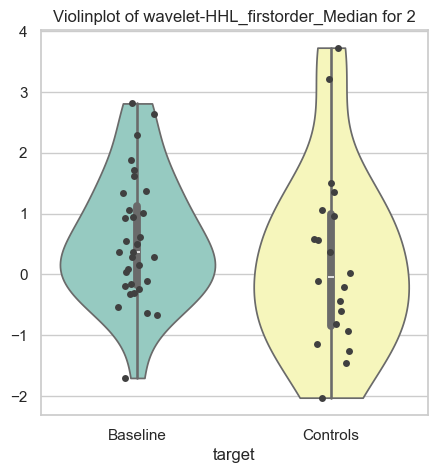 Violinplot of wavelet-HHL_firstorder_Median for 2
4
3
2
1
0
−1
−2
Baseline
Controls
target